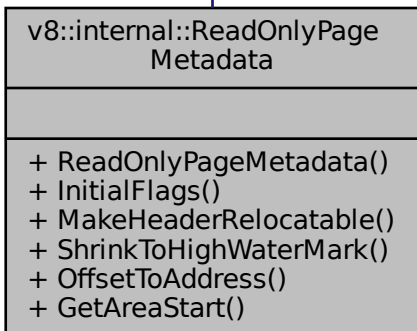 v8::internal::ReadOnlyPage
Metadata
+ ReadOnlyPageMetadata()
+ InitialFlags()
+ MakeHeaderRelocatable()
+ ShrinkToHighWaterMark()
+ OffsetToAddress()
+ GetAreaStart()